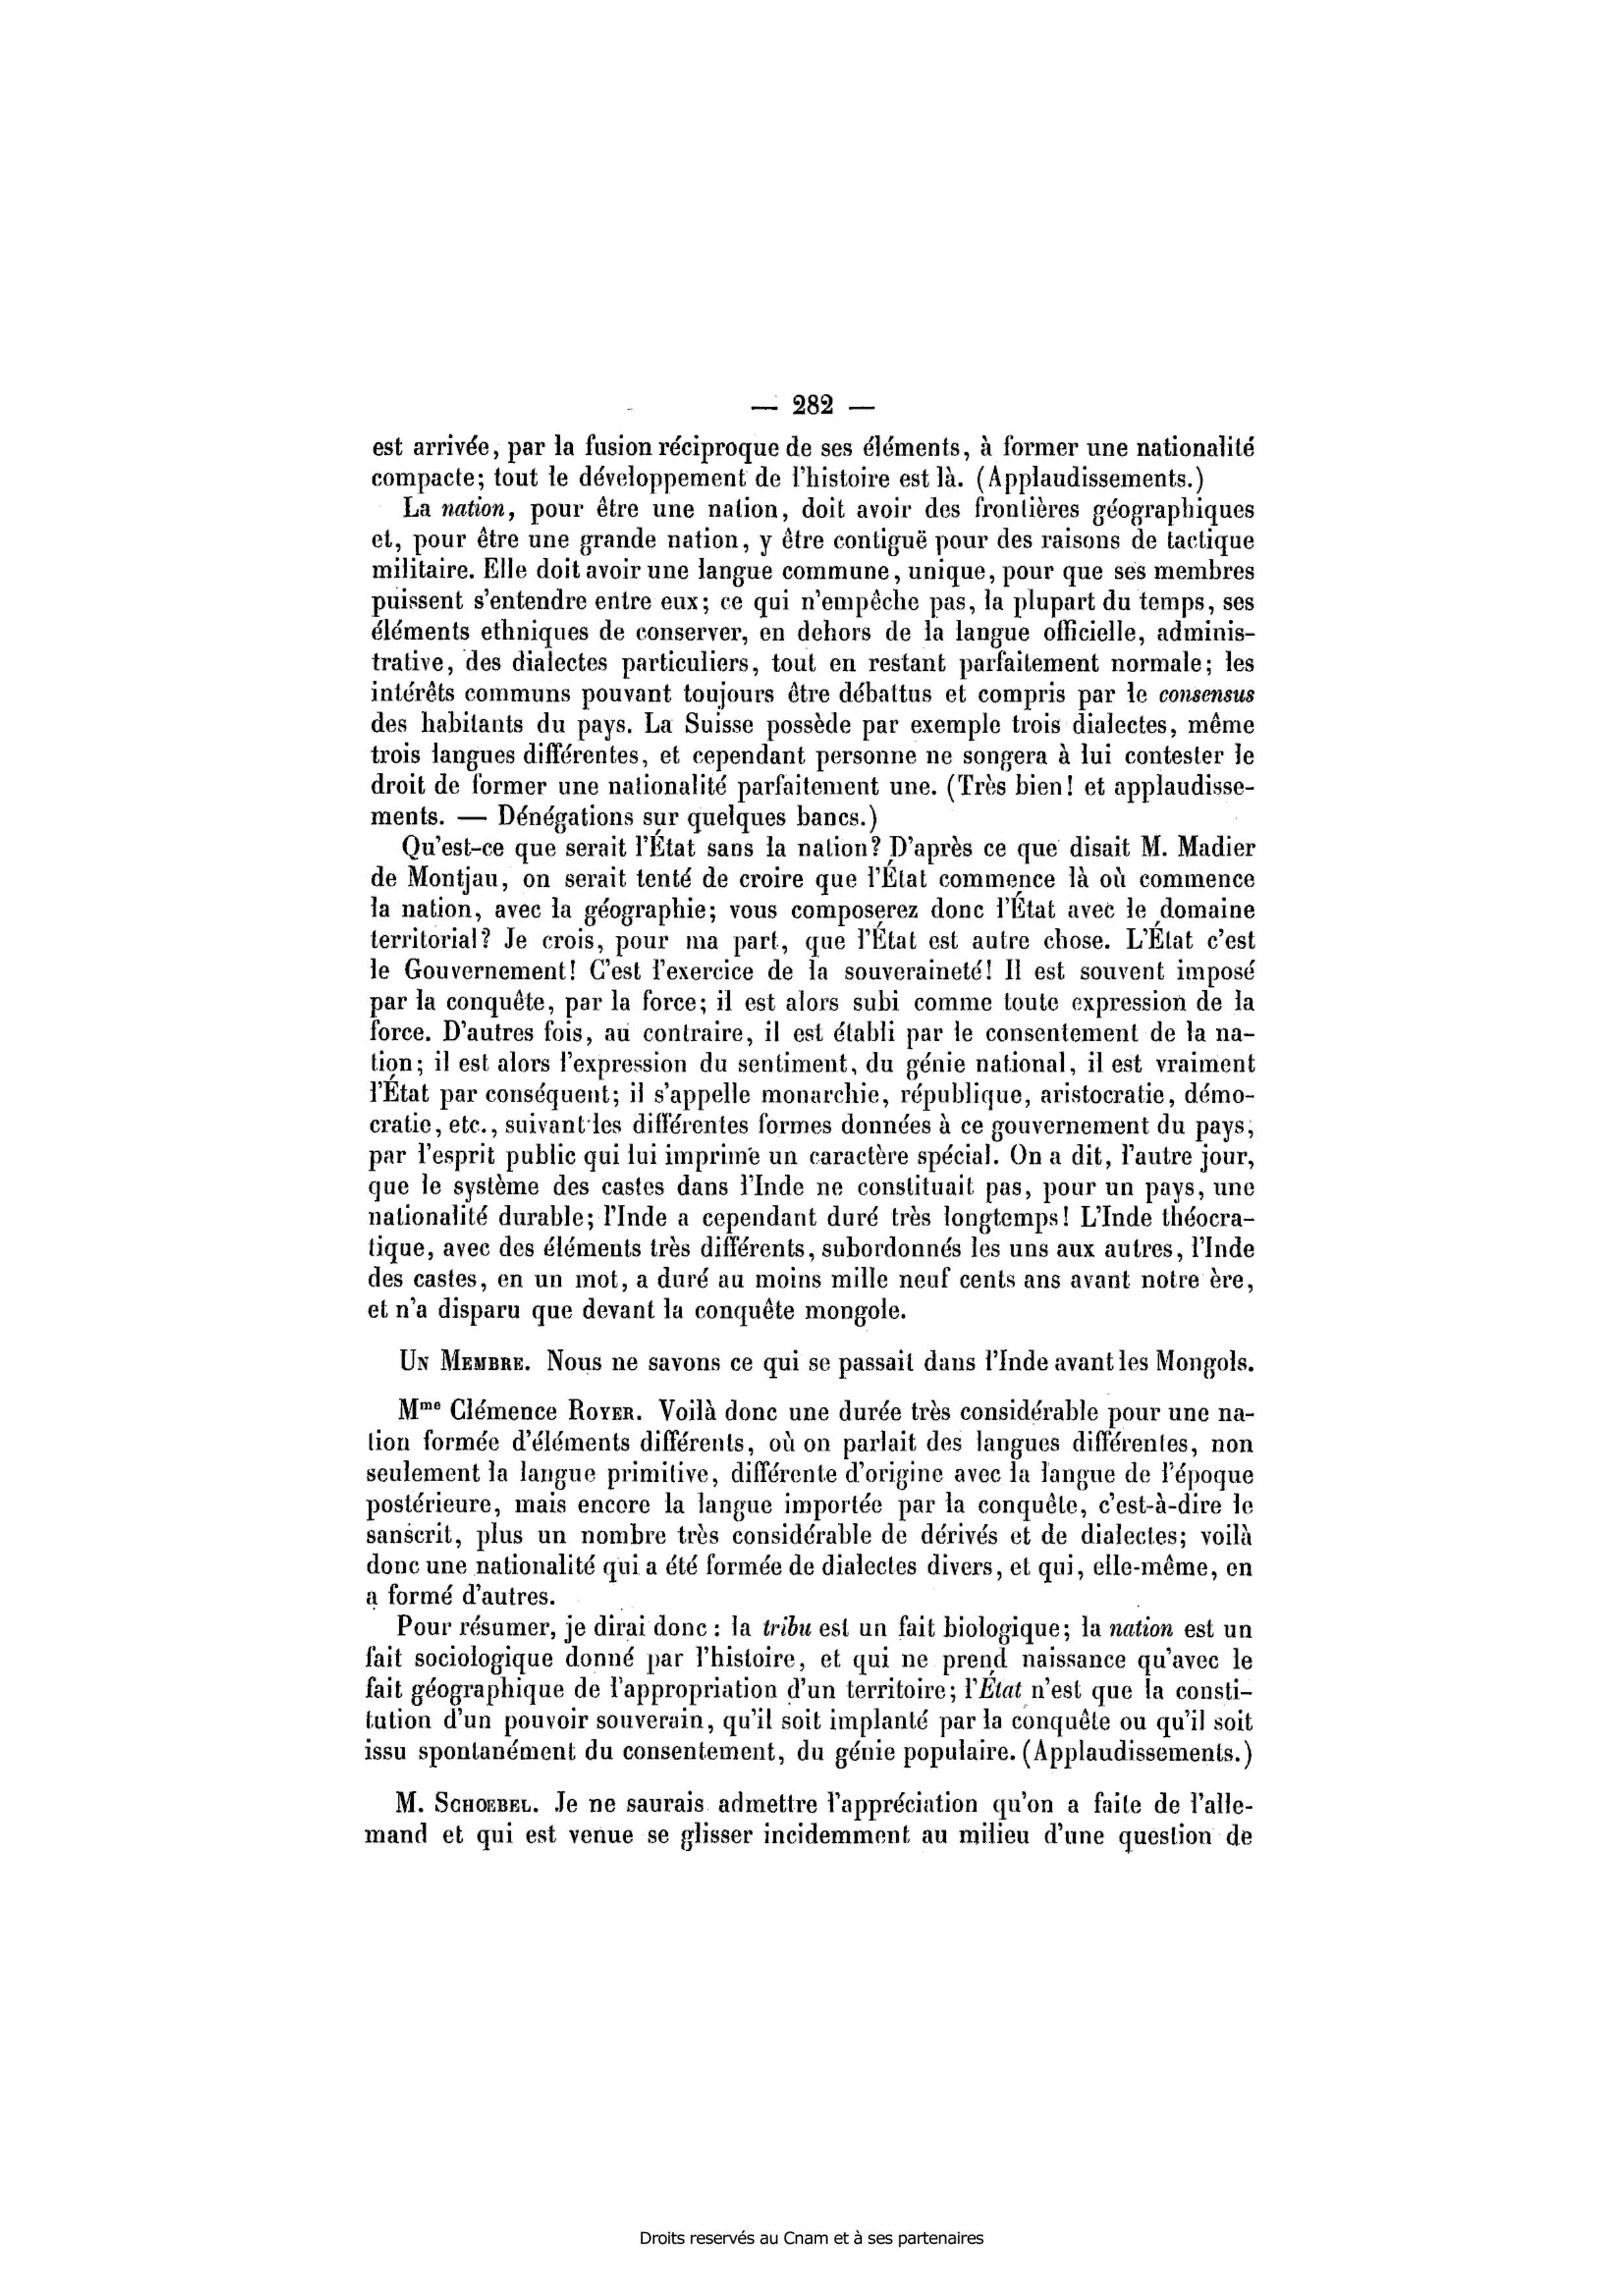 — 282 —
est arrivée, par la fusion réciproque de ses éléments, à former une nationalité
compacte; tout le développement de l'histoire est là. (Applaudissements.)
La nation, pour être une nation, doit avoir des frontières géographiques
et, pour être une grande nation, y être contiguë pour des raisons de tactique
militaire. Elle doit avoir une langue commune, unique, pour que ses membres
puissent s'entendre entre eux; ce qui n'empêche pas, la plupart du temps, ses
éléments ethniques de conserver, en dehors de la langue officielle, adminis-
trative, des dialectes particuliers, tout en restant parfaitement normale; les
intérêts communs pouvant toujours être débattus et compris par le consensus
des habitants du pays. La Suisse possède par exemple trois dialectes, même
trois langues différentes, et cependant personne ne songera à lui contester le
droit de former une nationalité parfaitement une. (Très bien! et applaudisse-
ments. — Dénégations sur quelques bancs.)
Qu'est-ce que serait l'État sans la nation? D'après ce que disait M. Madier
de Montjau, on serait tenté de croire que l'État commence là où commence
la nation, avec la géographie; vous composerez donc l'État avec le domaine
territorial? Je crois, pour ma part, que l'État est autre chose. L'État c'est
le Gouvernement! C'est l'exercice de la souveraineté! Il est souvent imposé
par la conquête, par la force; il est alors subi comme toute expression de la
force. D'autres fois, au contraire, il est établi par le consentement de la na-
tion; il est alors l'expression du sentiment, du génie national, il est vraiment
l'État par conséquent; il s'appelle monarchie, république, aristocratie, démo-
cratie, etc., suivant les différentes formes données à ce gouvernement du pays,
par l'esprit public qui lui imprime un caractère spécial. On a dit, l'autre jour,
que le système des castes dans l'Inde ne constituait pas, pour un pays, une
nationalité durable; l'Inde a cependant duré très longtemps! L'Inde théocra-
tique, avec des éléments très différents, subordonnés les uns aux autres, l'Inde
des castes, en un mot, a duré au moins mille neuf cents ans avant notre ère,
et n'a disparu que devant la conquête mongole.
UN MEMBRE. Nous ne savons ce qui se passait dans l'Inde avant les Mongols.
Mme Clémence ROYER. Voilà donc une durée très considérable pour une na-
tion formée d'éléments différents, où on parlait des langues différentes, non
seulement la langue primitive, différente d'origine avec la langue de l'époque
postérieure, mais encore la langue importée par la conquête, c'est-à-dire le
sanscrit, plus un nombre très considérable de dérivés et de dialectes; voilà
donc une nationalité qui a été formée de dialectes divers, et qui, elle-même, en
a formé d'autres.
Pour résumer, je dirai donc : la tribu est un fait biologique; la nation est un
fait sociologique donné par l'histoire, et qui ne prend naissance qu'avec le
fait géographique de l'appropriation d'un territoire; l'État n'est que la consti-
tution d'un pouvoir souverain, qu'il soit implanté par la conquête ou qu'il soit
issu spontanément du consentement, du génie populaire. (Applaudissements.)
M. SCHOEBEL. Je ne saurais admettre l'appréciation qu'on a faite de l'alle-
mand et qui est venue se glisser incidemment au milieu d'une question de
Droits reservés au Cnam et à ses partenaires